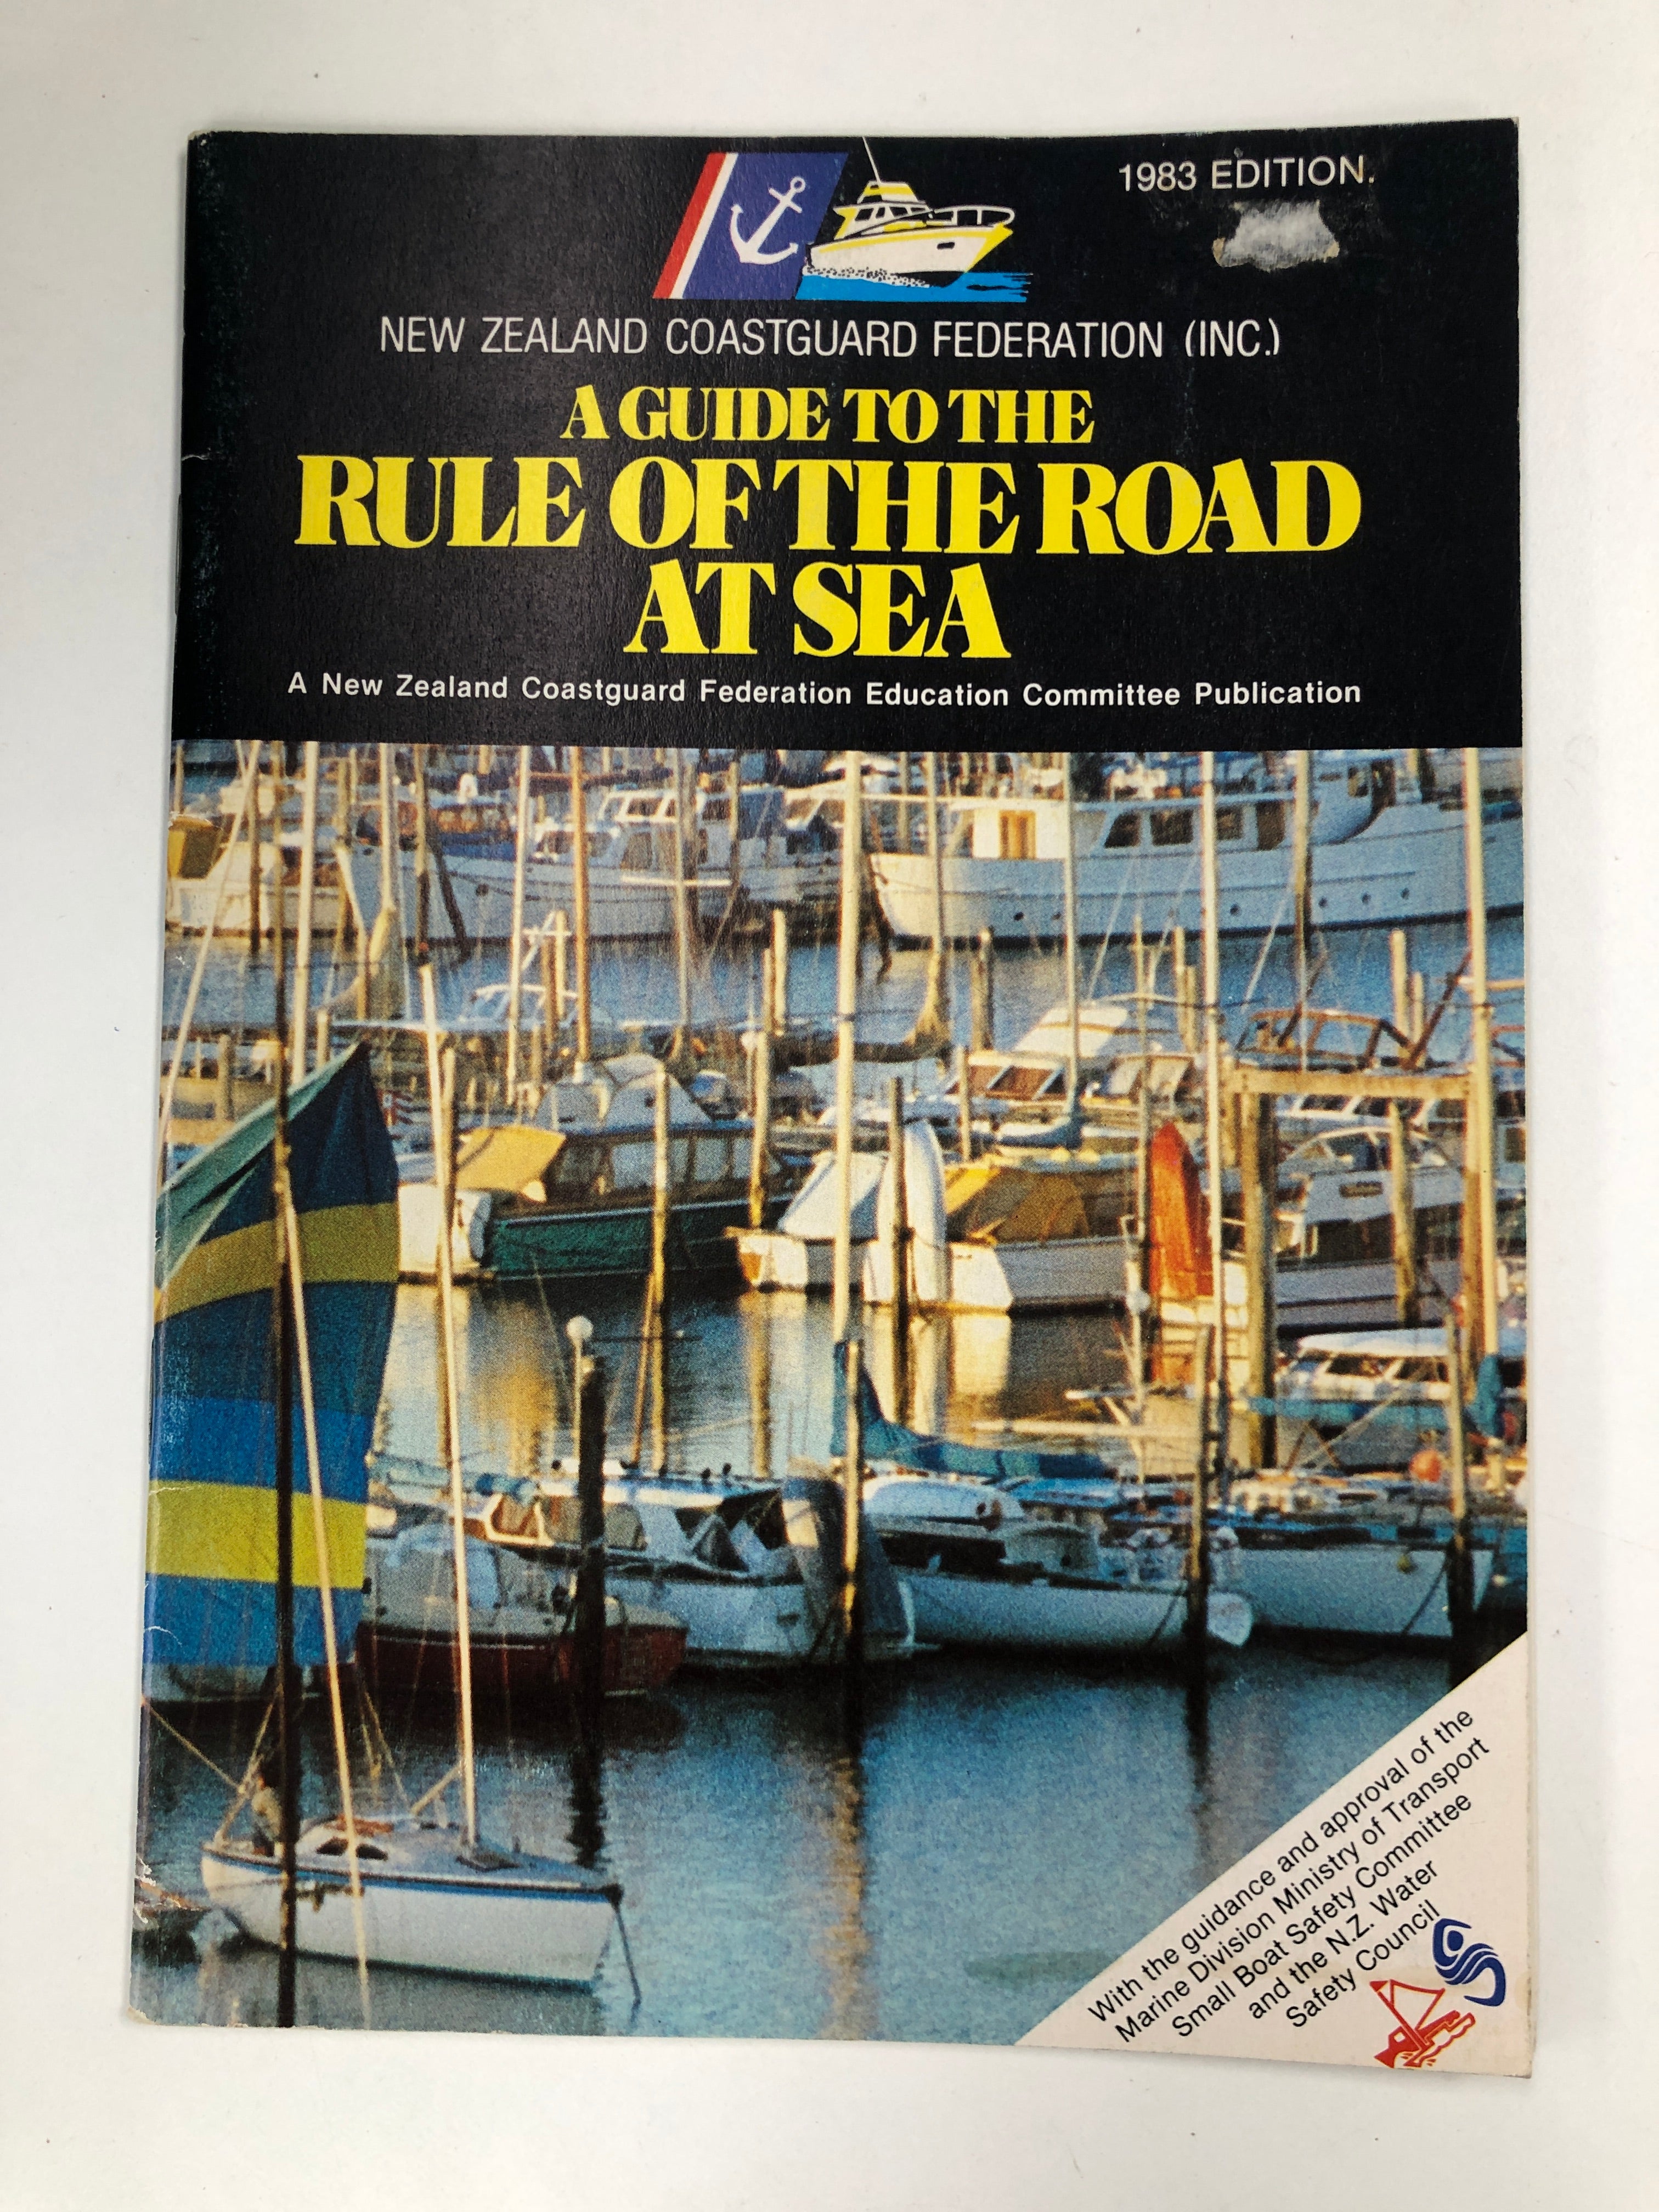 1983 EDITION.
NEW ZEALAND COASTGUARD FEDERATION (INC.)
A GUIDE TO THE
RULE OF THE ROAD
AT SEA
A New Zealand Coastguard Federation Education Committee Publication
With the guidance and approval of the
Marine Division Ministry of Transport
Small Boat Safety Committee
and the N.Z. Water
Safety Council